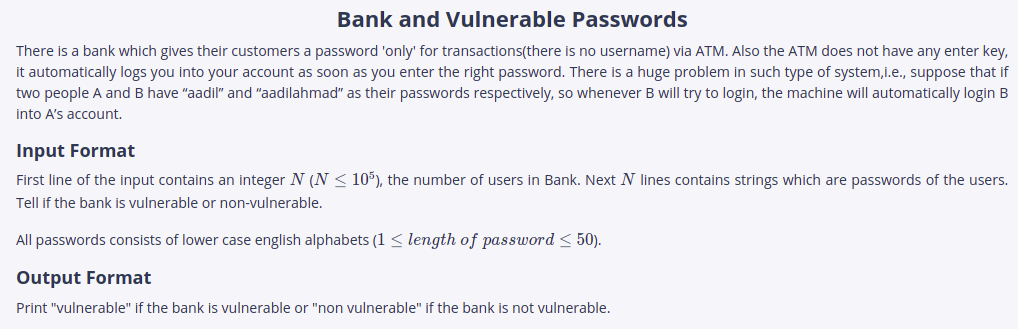 Bank and Vulnerable Passwords
There is a bank which gives their customers a password 'only' for transactions(there is no username) via ATM. Also the ATM does not have any enter key,
it automatically logs you into your account as soon as you enter the right password. There is a huge problem in such type of system,i.e., suppose that if
two people A and B have “aadil” and “aadilahmad” as their passwords respectively, so whenever B will try to login, the machine will automatically login B
into A’s account.
Input Format
First line of the input contains an integer N (N ≤ 10⁵), the number of users in Bank. Next N lines contains strings which are passwords of the users.
Tell if the bank is vulnerable or non-vulnerable.
All passwords consists of lower case english alphabets (1 ≤ length of password ≤ 50).
Output Format
Print "vulnerable" if the bank is vulnerable or "non vulnerable" if the bank is not vulnerable.